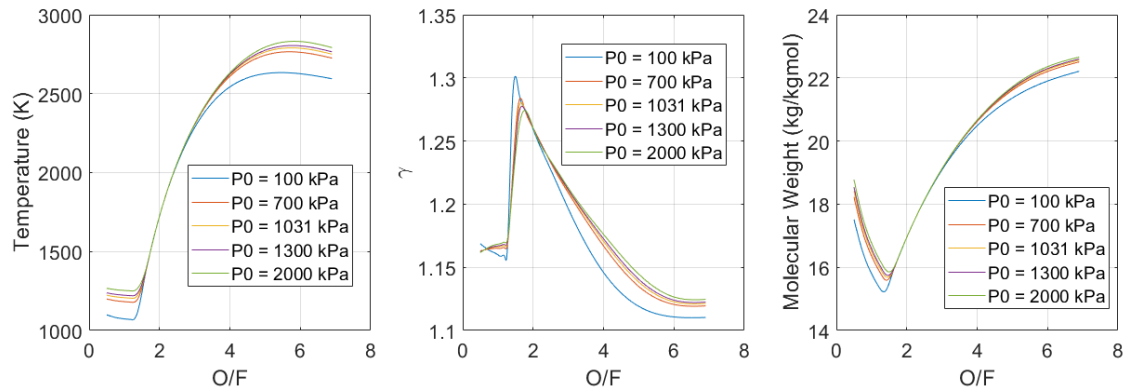 3000
2500
2000
1500
1000
0
2
4
6
8
Temperature (K)
O/F
P0 = 100 kPa
P0 = 700 kPa
P0 = 1031 kPa
P0 = 1300 kPa
P0 = 2000 kPa
1.35
1.3
1.25
1.2
1.15
1.1
0
2
4
6
8
γ
O/F
P0 = 100 kPa
P0 = 700 kPa
P0 = 1031 kPa
P0 = 1300 kPa
P0 = 2000 kPa
24
22
20
18
16
14
0
2
4
6
8
Molecular Weight (kg/kgmol)
O/F
P0 = 100 kPa
P0 = 700 kPa
P0 = 1031 kPa
P0 = 1300 kPa
P0 = 2000 kPa